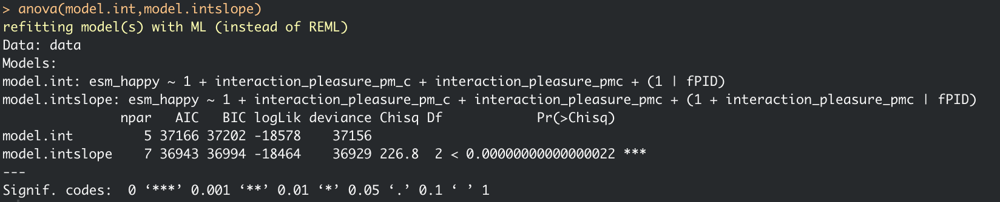 > anova(model.int,model.intslope)
refitting model(s) with ML (instead of REML)
Data: data
Models:
model.int: esm_happy ~ 1 + interaction_pleasure_pm_c + interaction_pleasure_pmc + (1 | fPID)
model.intslope: esm_happy ~ 1 + interaction_pleasure_pm_c + interaction_pleasure_pmc + (1 + interaction_pleasure_pmc | fPID)
               npar   AIC   BIC logLik deviance Chisq Df            Pr(>Chisq)
model.int         5 37166 37202 -18578    37156
model.intslope    7 36943 36994 -18464    36929 226.8  2 < 0.00000000000000022 ***
---
Signif. codes:  0 ‘***’ 0.001 ‘**’ 0.01 ‘*’ 0.05 ‘.’ 0.1 ‘ ’ 1